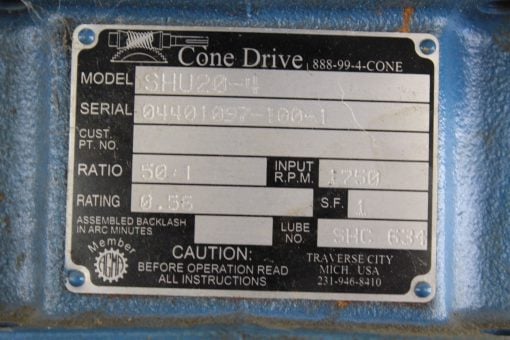 Cone Drive 888-99-4-CONE
MODEL SHU20-4
SERIAL 04401097-100-1
CUST. PT. NO.
RATIO 50:1 INPUT R.P.M. 1750
RATING 0.58 S.F. 1
ASSEMBLED BACKLASH IN ARC MINUTES LUBE NO. SHC 634
Member
AGMA
CAUTION:
BEFORE OPERATION READ
ALL INSTRUCTIONS
TRAVERSE CITY
MICH. USA
231-946-8410